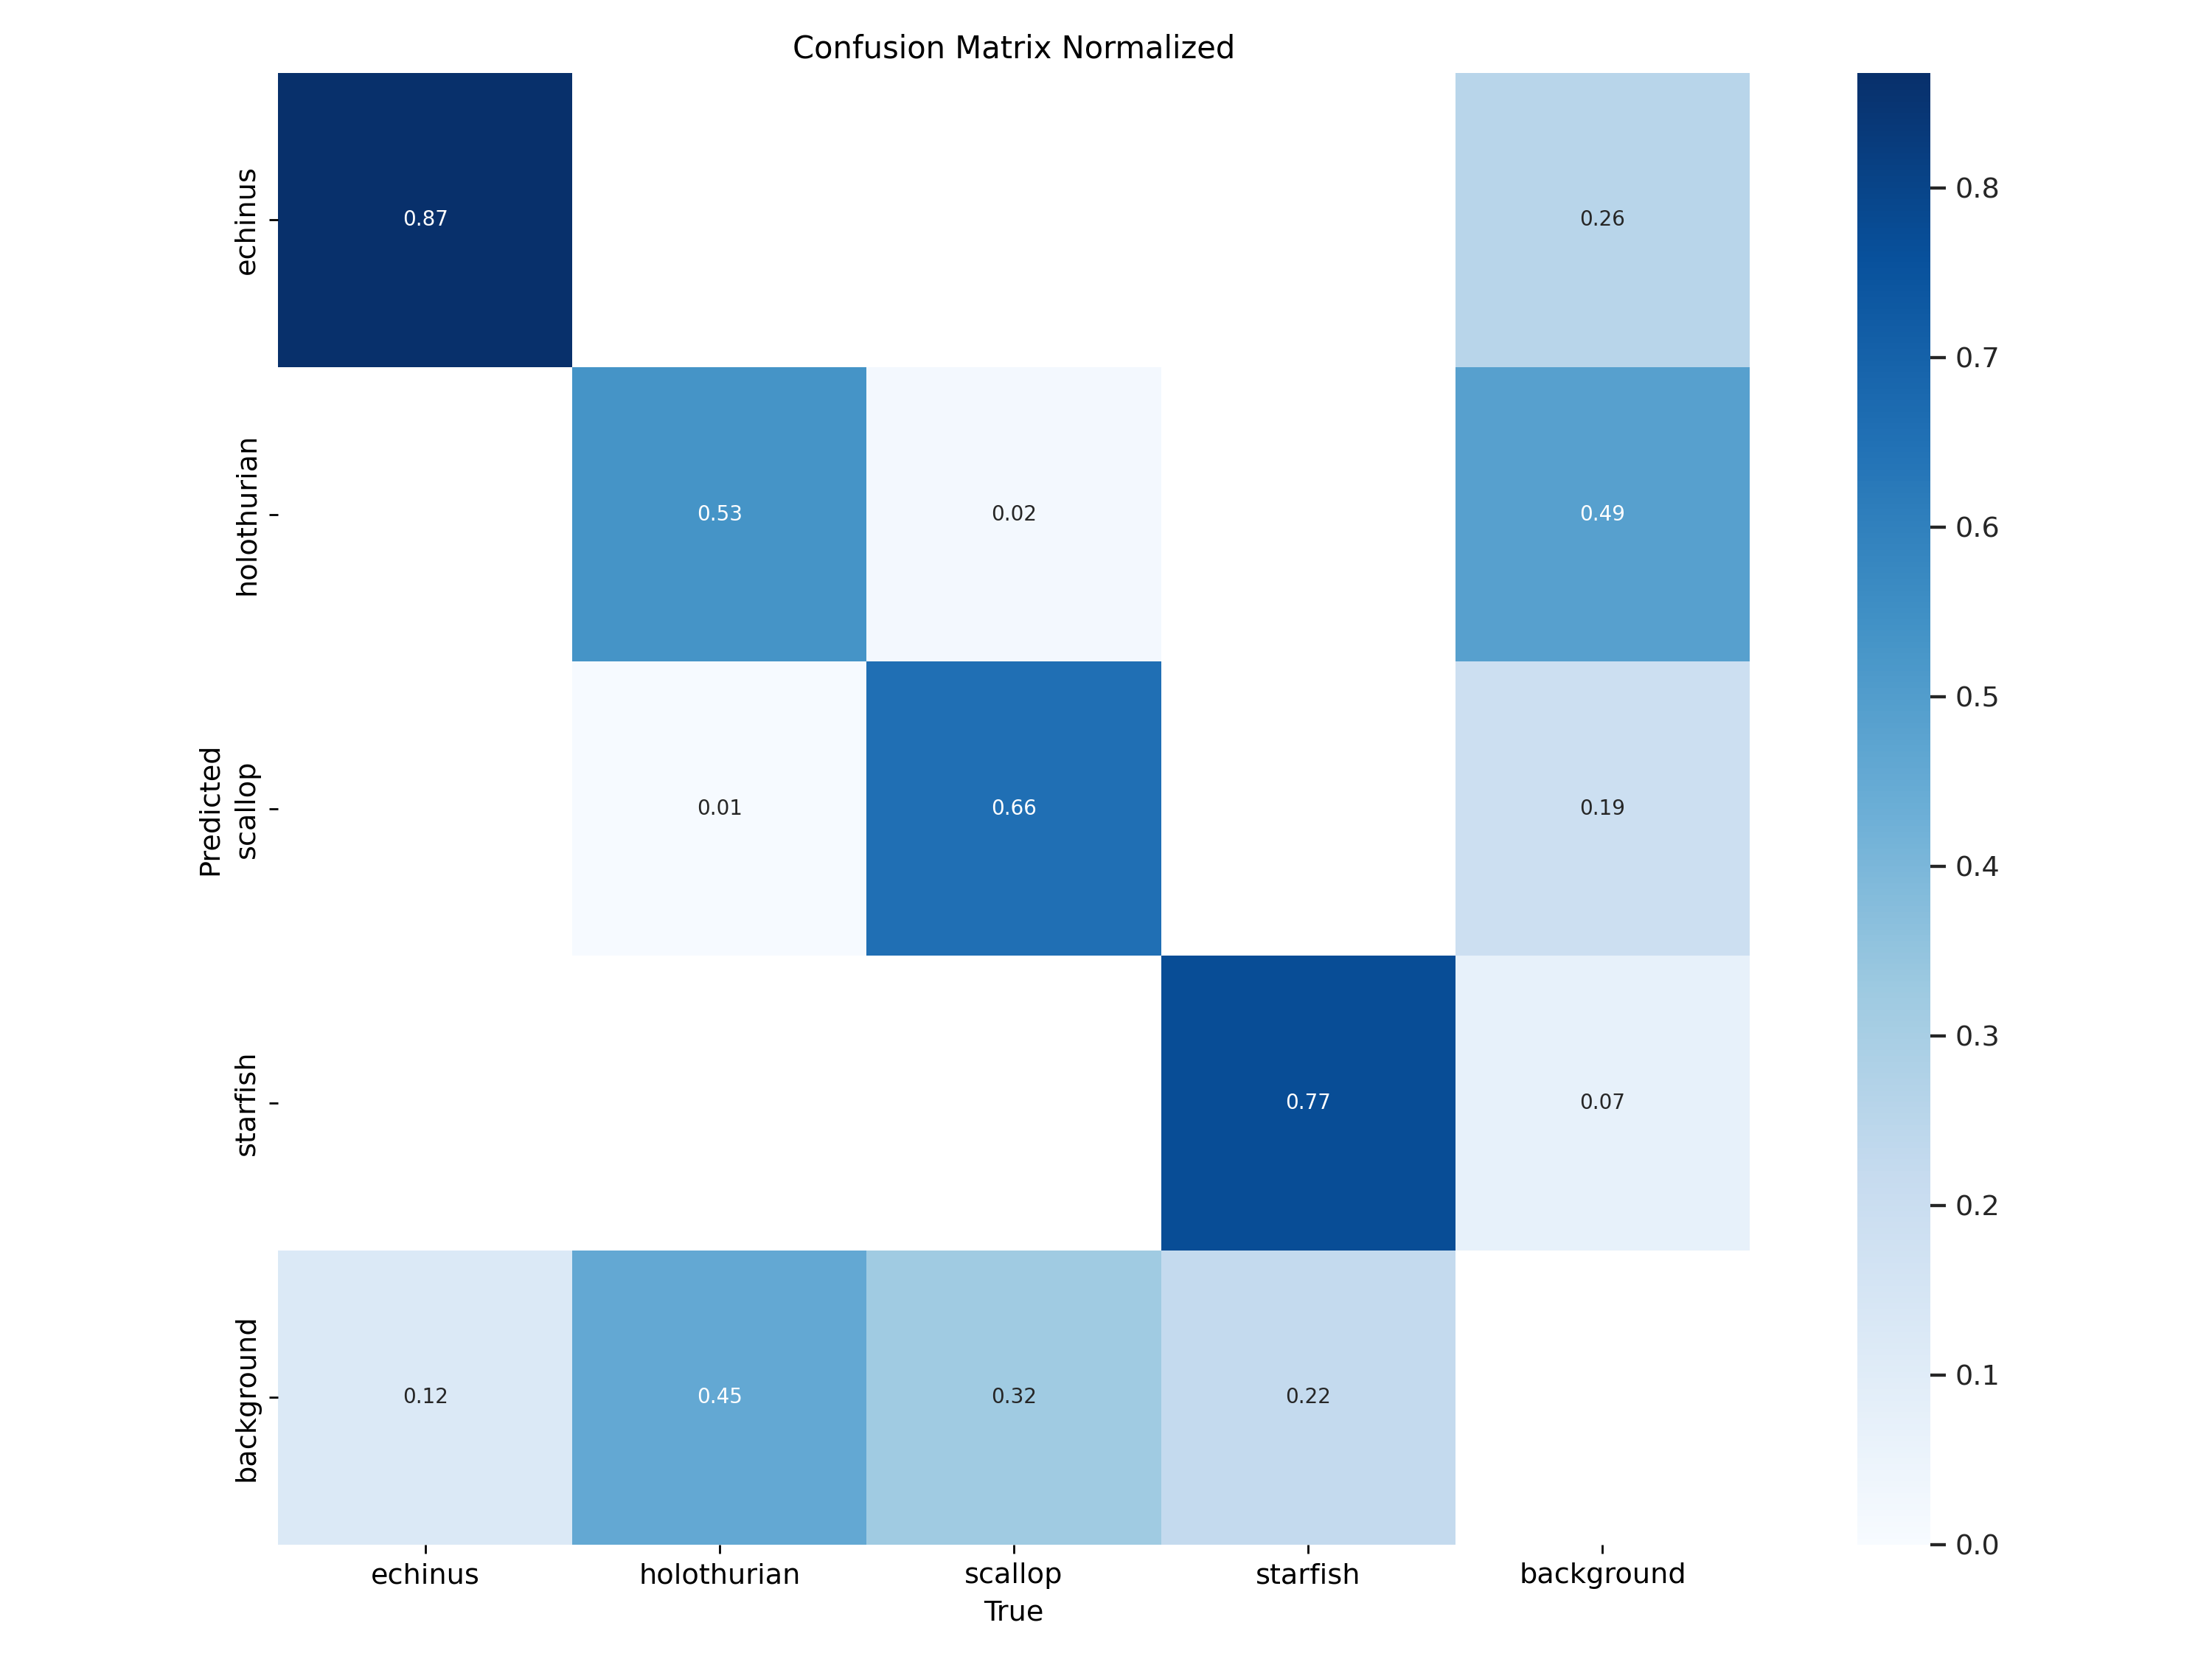 Confusion Matrix Normalized
echinus
0.87
0.26
holothurian
0.53
0.02
0.49
Predicted
scallop
0.01
0.66
0.19
starfish
0.77
0.07
background
0.12
0.45
0.32
0.22
echinus
holothurian
scallop
starfish
background
True
0.8
0.7
0.6
0.5
0.4
0.3
0.2
0.1
0.0